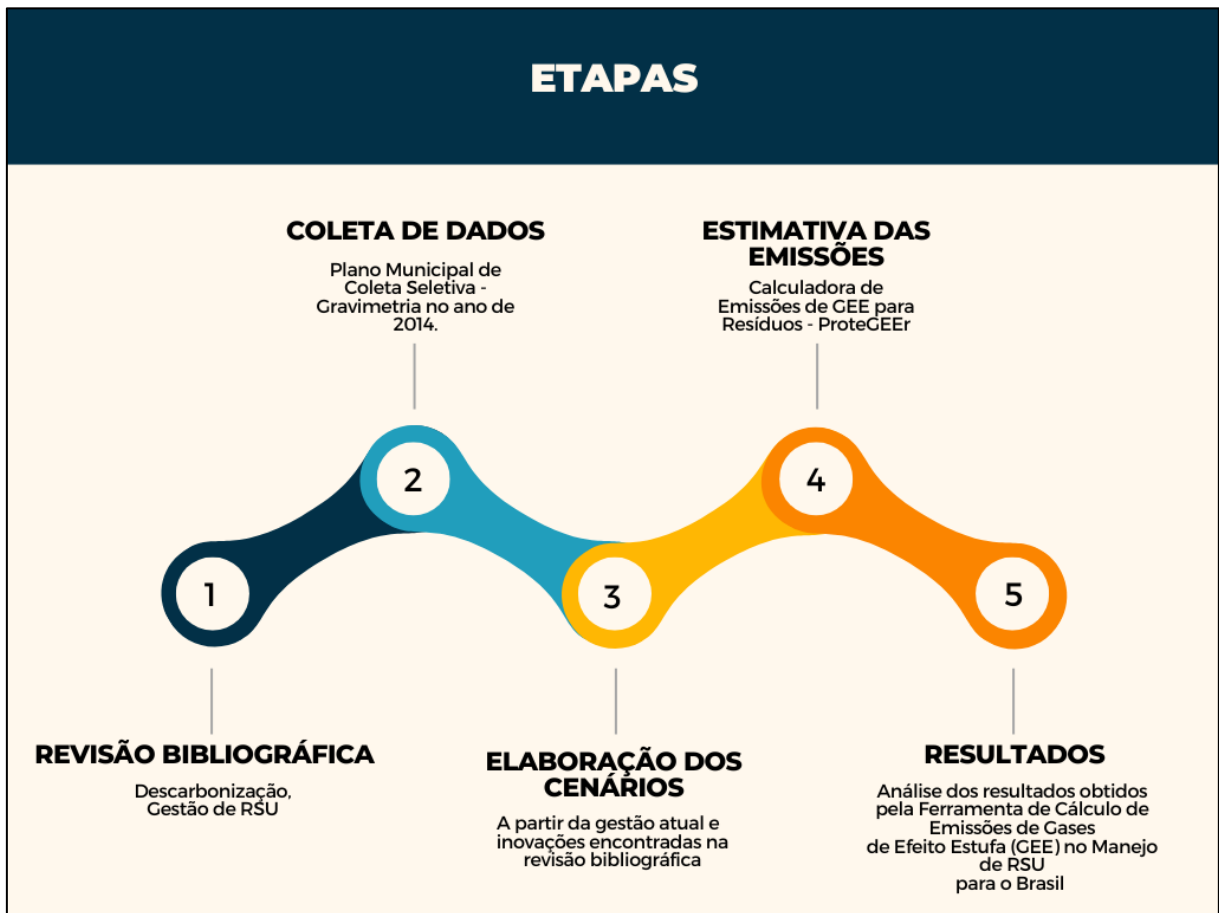 ETAPAS
COLETA DE DADOS
Plano Municipal de
Coleta Seletiva -
Gravimetria no ano de
2014.
ESTIMATIVA DAS
EMISSÕES
Calculadora de
Emissões de GEE para
Resíduos - ProteGEEr
1
2
3
4
5
REVISÃO BIBLIOGRÁFICA
Descarbonização,
Gestão de RSU
ELABORAÇÃO DOS
CENÁRIOS
A partir da gestão atual e
inovações encontradas na
revisão bibliográfica
RESULTADOS
Análise dos resultados obtidos
pela Ferramenta de Cálculo de
Emissões de Gases
de Efeito Estufa (GEE) no Manejo
de RSU
para o Brasil